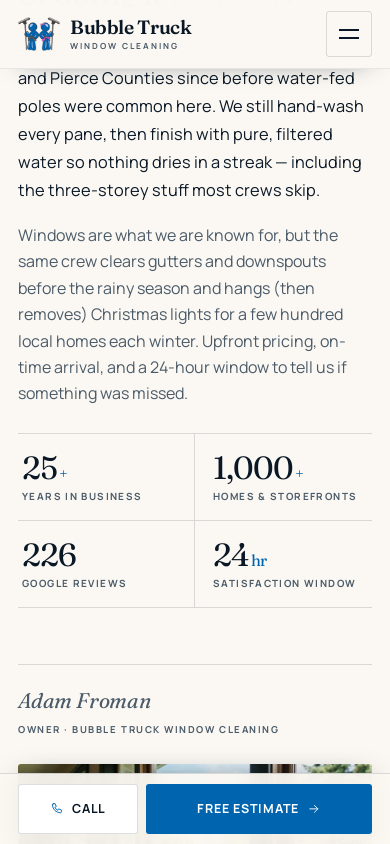 Bubble Truck
WINDOW CLEANING
and Pierce Counties since before water-fed
poles were common here. We still hand-wash
every pane, then finish with pure, filtered
water so nothing dries in a streak — including
the three-storey stuff most crews skip.
Windows are what we are known for, but the
same crew clears gutters and downspouts
before the rainy season and hangs (then
removes) Christmas lights for a few hundred
local homes each winter. Upfront pricing, on-
time arrival, and a 24-hour window to tell us if
something was missed.
25+
YEARS IN BUSINESS
1,000+
HOMES & STOREFRONTS
226
GOOGLE REVIEWS
24hr
SATISFACTION WINDOW
Adam Froman
OWNER · BUBBLE TRUCK WINDOW CLEANING
CALL
FREE ESTIMATE →